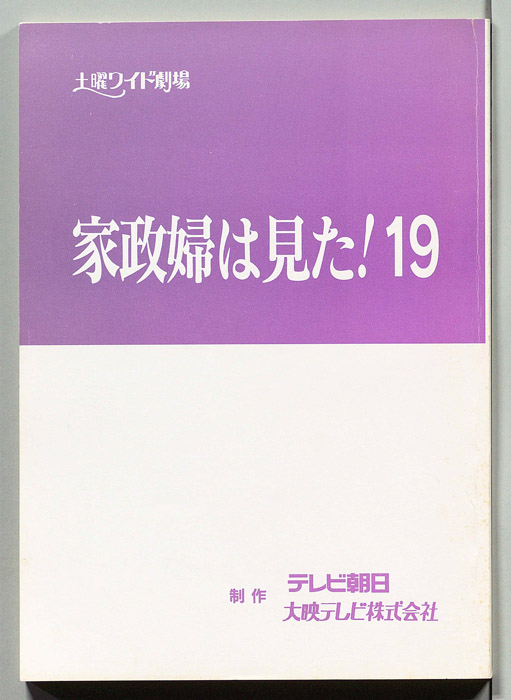 土曜ワイド劇場
家政婦は見た!19
制作 テレビ朝日
大映テレビ株式会社